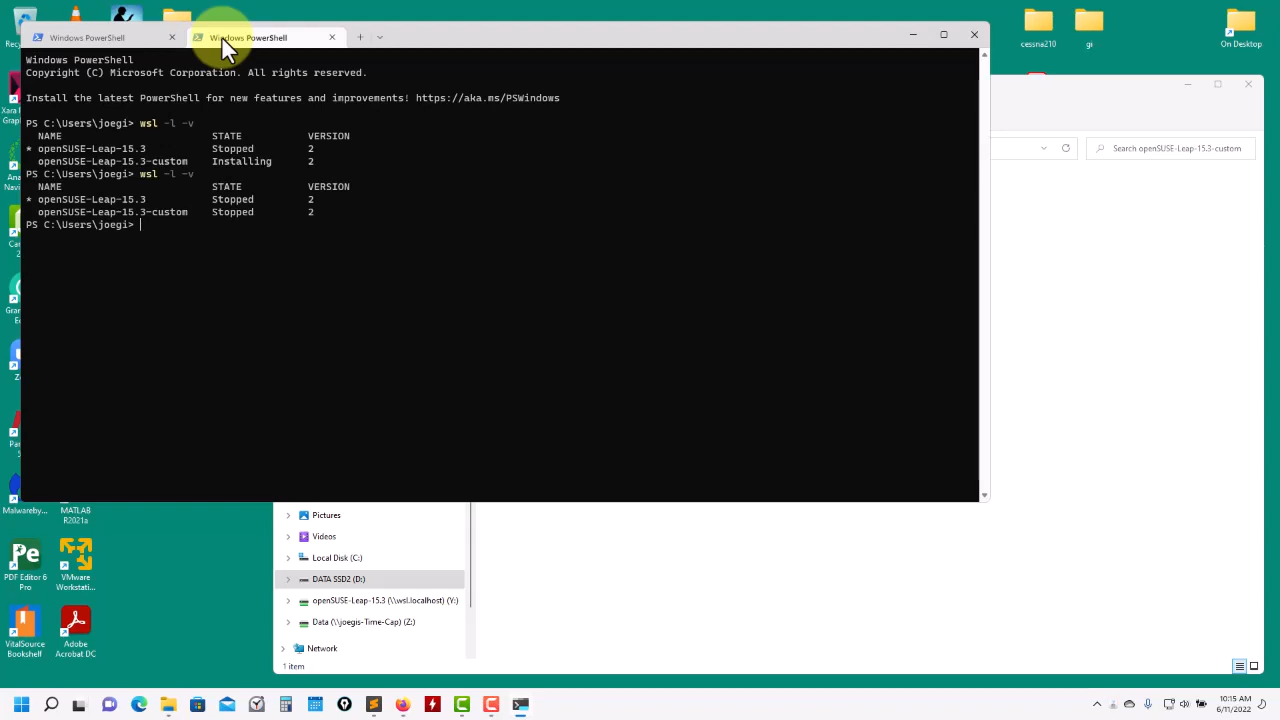 Windows PowerShell
Windows PowerShell
Windows PowerShell
Copyright (C) Microsoft Corporation. All rights reserved.
Install the latest PowerShell for new features and improvements! https://aka.ms/PSWindows
PS C:\Users\joegi> wsl -l -v
NAME STATE VERSION
* openSUSE-Leap-15.3 Stopped 2
openSUSE-Leap-15.3-custom Installing 2
PS C:\Users\joegi> wsl -l -v
NAME STATE VERSION
* openSUSE-Leap-15.3 Stopped 2
openSUSE-Leap-15.3-custom Stopped 2
PS C:\Users\joegi>
cessna210
gi
On Desktop
Search openSUSE-Leap-15.3-custom
Malwareby...
MATLAB
R2021a
PDF Editor 6
Pro
VMware
Workstati...
VitalSource
Bookshelf
Adobe
Acrobat DC
Pictures
Videos
Local Disk (C:)
DATA SSD2 (D:)
openSUSE-Leap-15.3 (\\wsl.localhost) (Y:)
Data (\\joegis-Time-Cap) (Z:)
Network
1 item
10:15 AM
6/11/2022